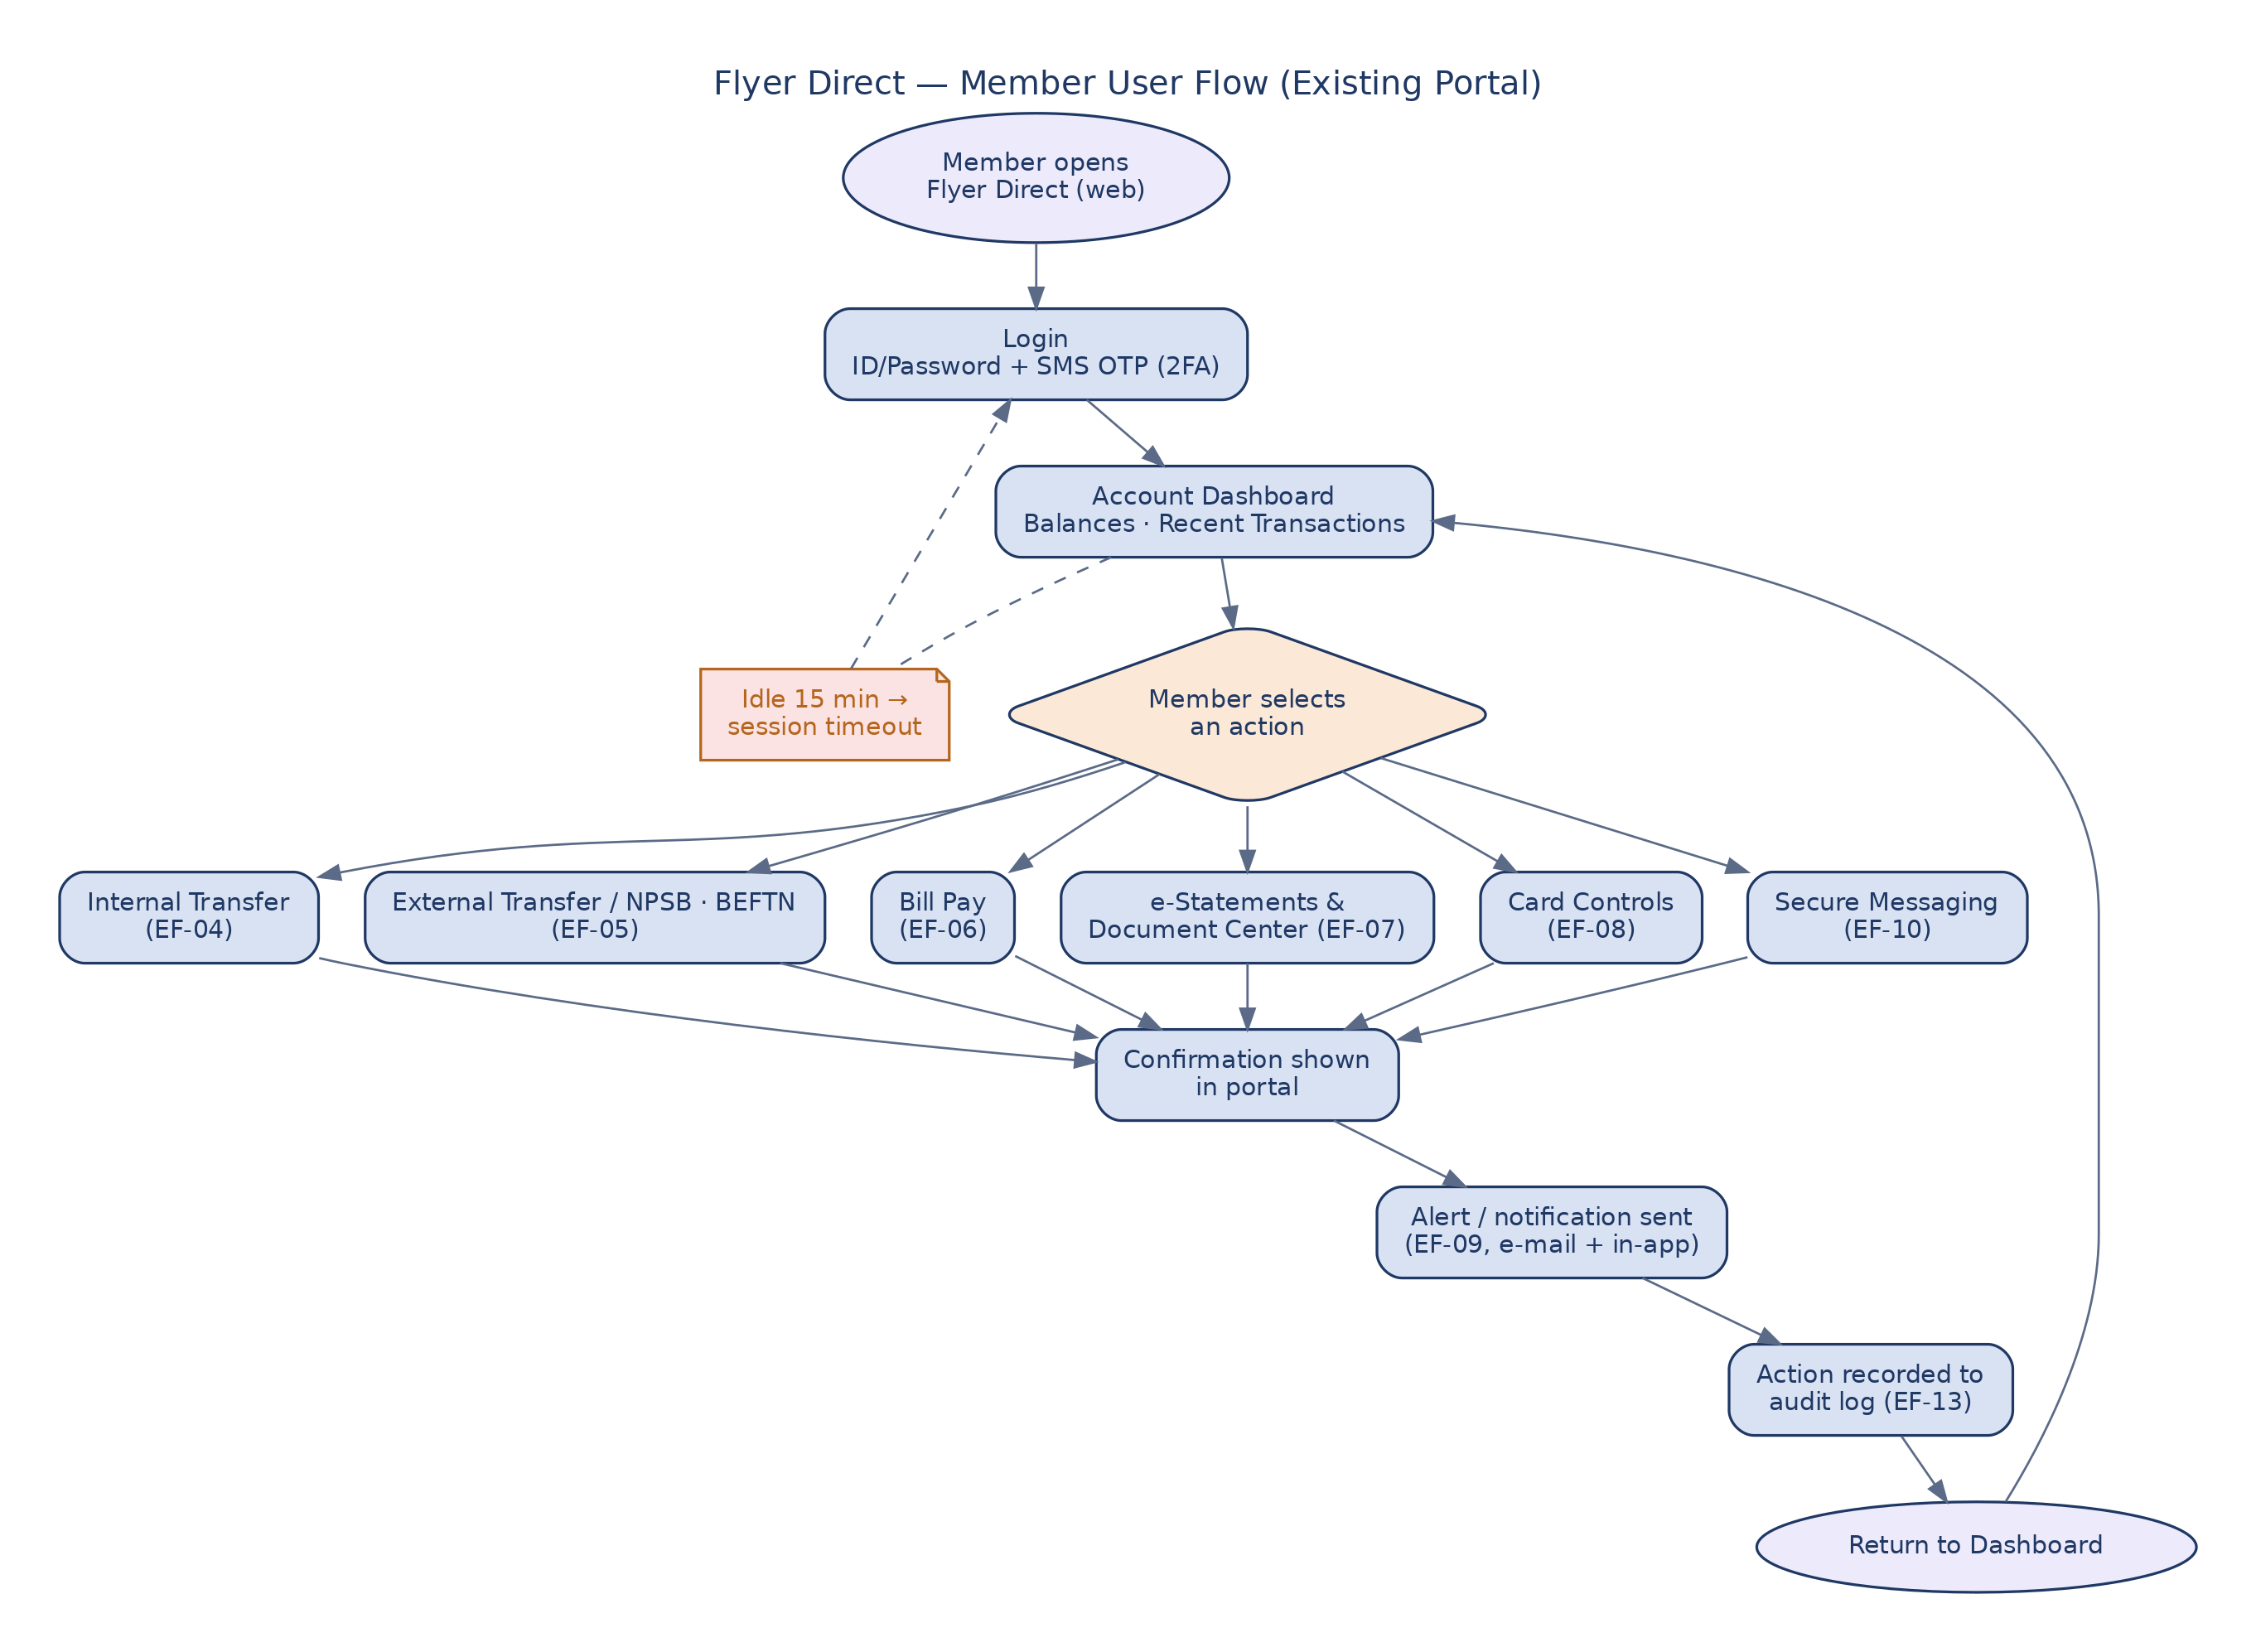 Flyer Direct — Member User Flow (Existing Portal)
Member opens
Flyer Direct (web)
Login
ID/Password + SMS OTP (2FA)
Account Dashboard
Balances · Recent Transactions
Idle 15 min →
session timeout
Member selects
an action
Internal Transfer
(EF-04)
External Transfer / NPSB · BEFTN
(EF-05)
Bill Pay
(EF-06)
e-Statements &
Document Center (EF-07)
Card Controls
(EF-08)
Secure Messaging
(EF-10)
Confirmation shown
in portal
Alert / notification sent
(EF-09, e-mail + in-app)
Action recorded to
audit log (EF-13)
Return to Dashboard